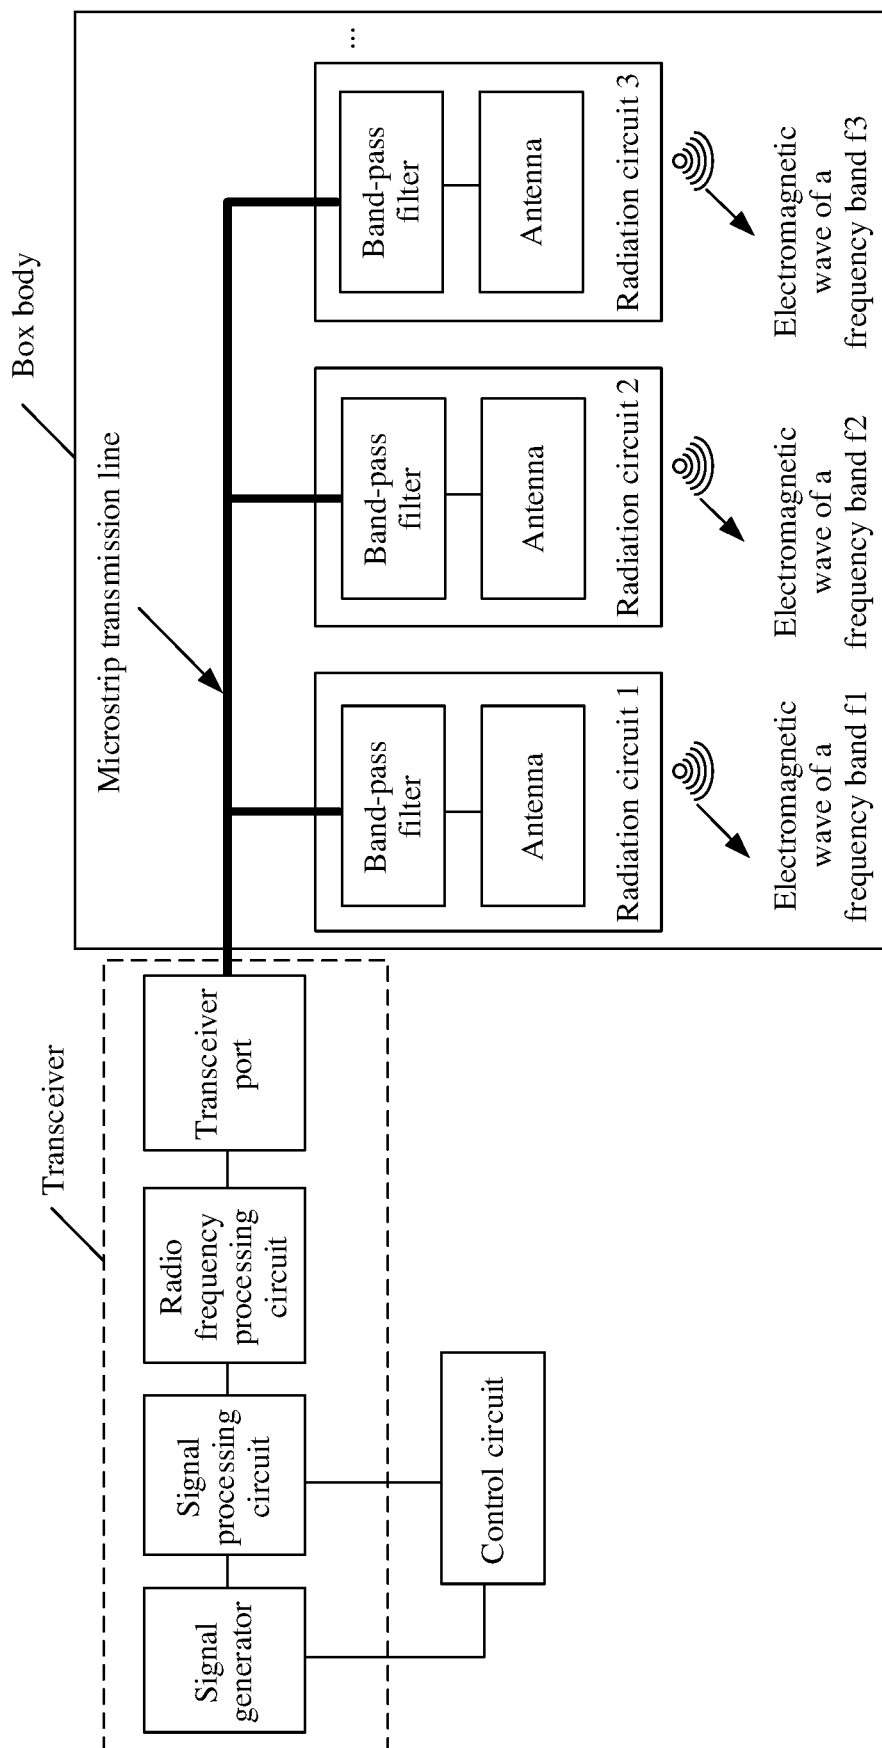 Transceiver
Signal
generator
Signal
processing
circuit
Radio
frequency
processing
circuit
Transceiver
port
Control circuit
Box body
Microstrip transmission line
Band-pass
filter
Antenna
Radiation circuit 1
Electromagnetic
wave of a
frequency band f1
Band-pass
filter
Antenna
Radiation circuit 2
Electromagnetic
wave of a
frequency band f2
Band-pass
filter
Antenna
Radiation circuit 3
Electromagnetic
wave of a
frequency band f3
...